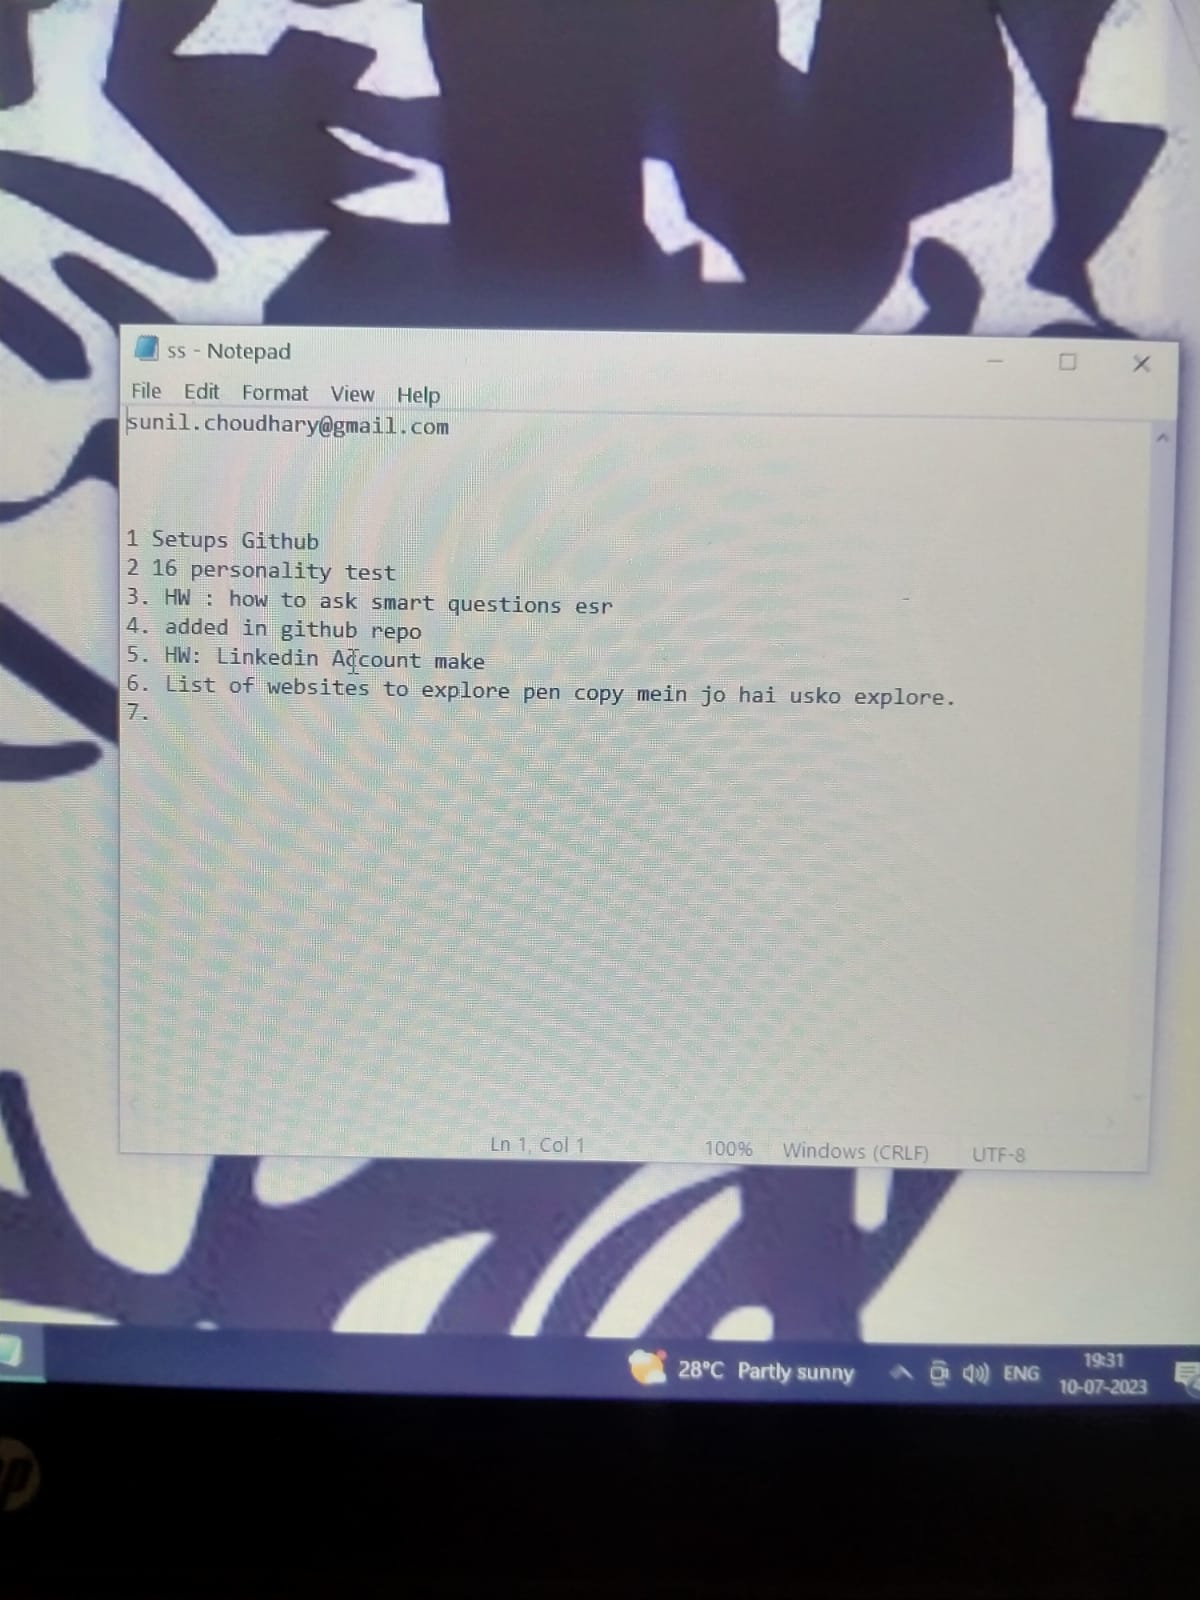 ss - Notepad
File Edit Format View Help
sunil.choudhary@gmail.com
1 Setups Github
2 16 personality test
3. HW : how to ask smart questions esr
4. added in github repo
5. HW: Linkedin Account make
6. List of websites to explore pen copy mein jo hai usko explore.
7.
Ln 1, Col 1 100% Windows (CRLF) UTF-8
28°C Partly sunny ENG 19:31
10-07-2023
hp